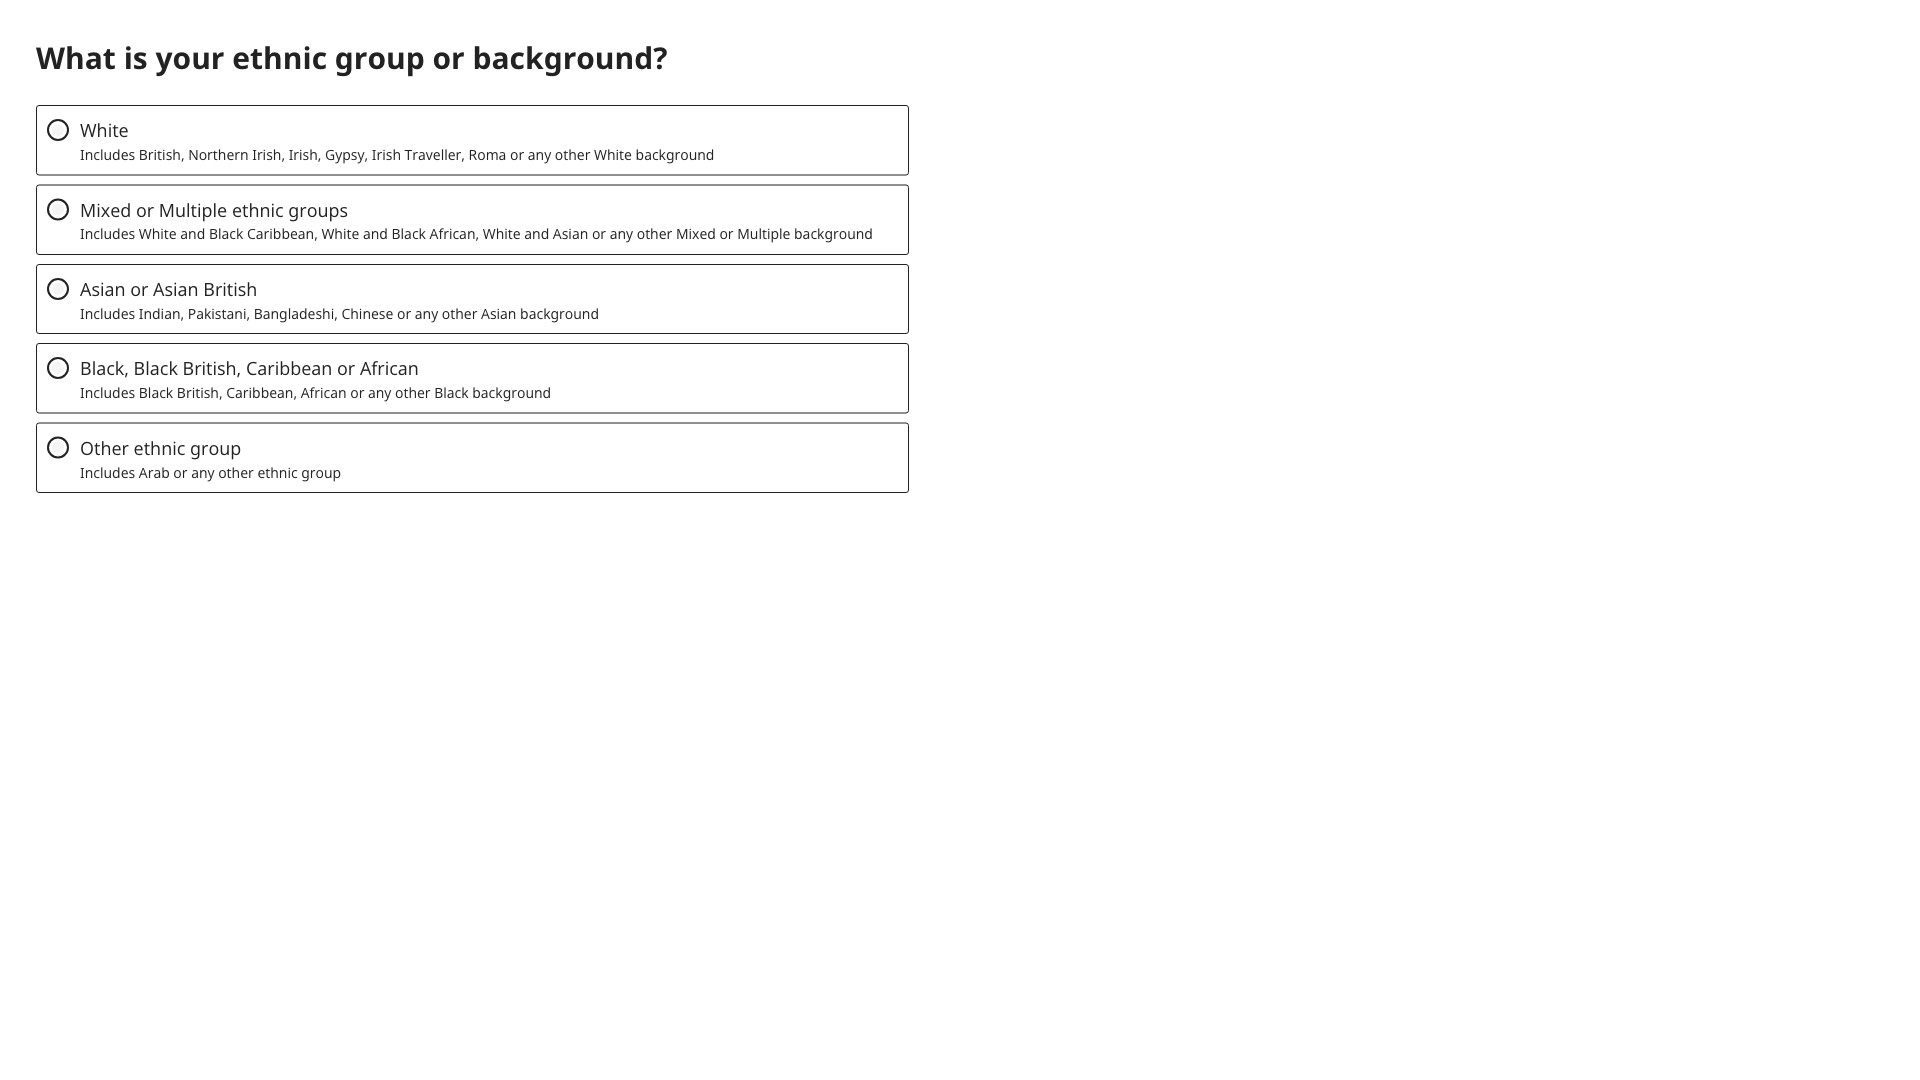 What is your ethnic group or background?
White
Includes British, Northern Irish, Irish, Gypsy, Irish Traveller, Roma or any other White background
Mixed or Multiple ethnic groups
Includes White and Black Caribbean, White and Black African, White and Asian or any other Mixed or Multiple background
Asian or Asian British
Includes Indian, Pakistani, Bangladeshi, Chinese or any other Asian background
Black, Black British, Caribbean or African
Includes Black British, Caribbean, African or any other Black background
Other ethnic group
Includes Arab or any other ethnic group